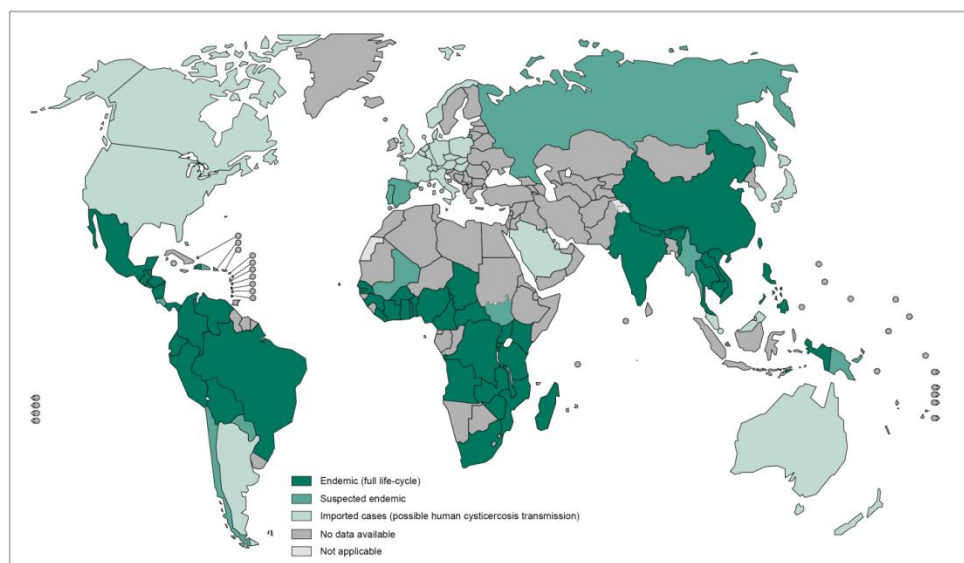 Endemic (full life-cycle)
Suspected endemic
Imported cases (possible human cysticercosis transmission)
No data available
Not applicable